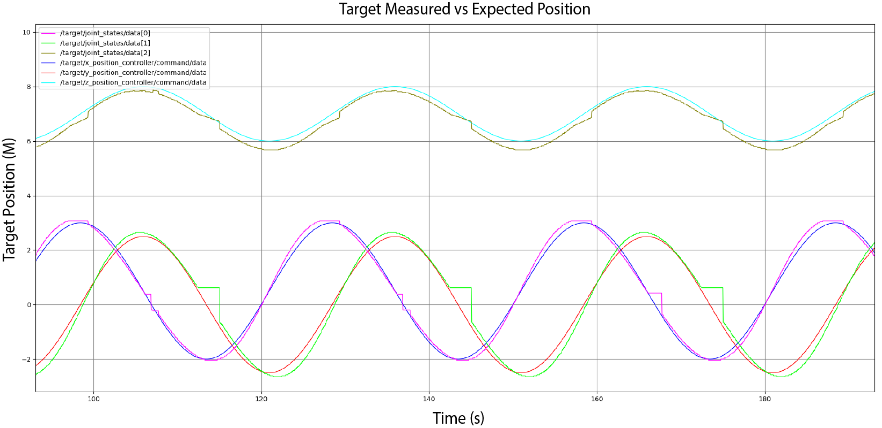 Target Measured vs Expected Position
10
/target/joint_states/data[0]
/target/joint_states/data[1]
/target/joint_states/data[2]
/target/x_position_controller/command/data
/target/y_position_controller/command/data
/target/z_position_controller/command/data
8
6
4
2
0
−2
Target Position (M)
100
120
140
160
180
Time (s)